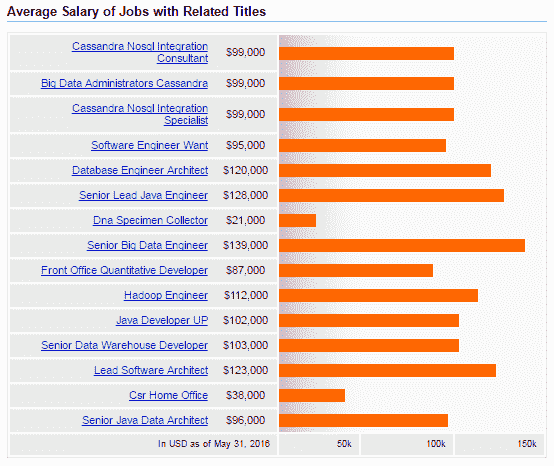 Average Salary of Jobs with Related Titles
Cassandra Nosql Integration
Consultant $99,000
Big Data Administrators Cassandra $99,000
Cassandra Nosql Integration
Specialist $99,000
Software Engineer Want $95,000
Database Engineer Architect $120,000
Senior Lead Java Engineer $128,000
Dna Specimen Collector $21,000
Senior Big Data Engineer $139,000
Front Office Quantitative Developer $87,000
Hadoop Engineer $112,000
Java Developer UP $102,000
Senior Data Warehouse Developer $103,000
Lead Software Architect $123,000
Csr Home Office $38,000
Senior Java Data Architect $96,000
In USD as of May 31, 2016 50k 100k 150k